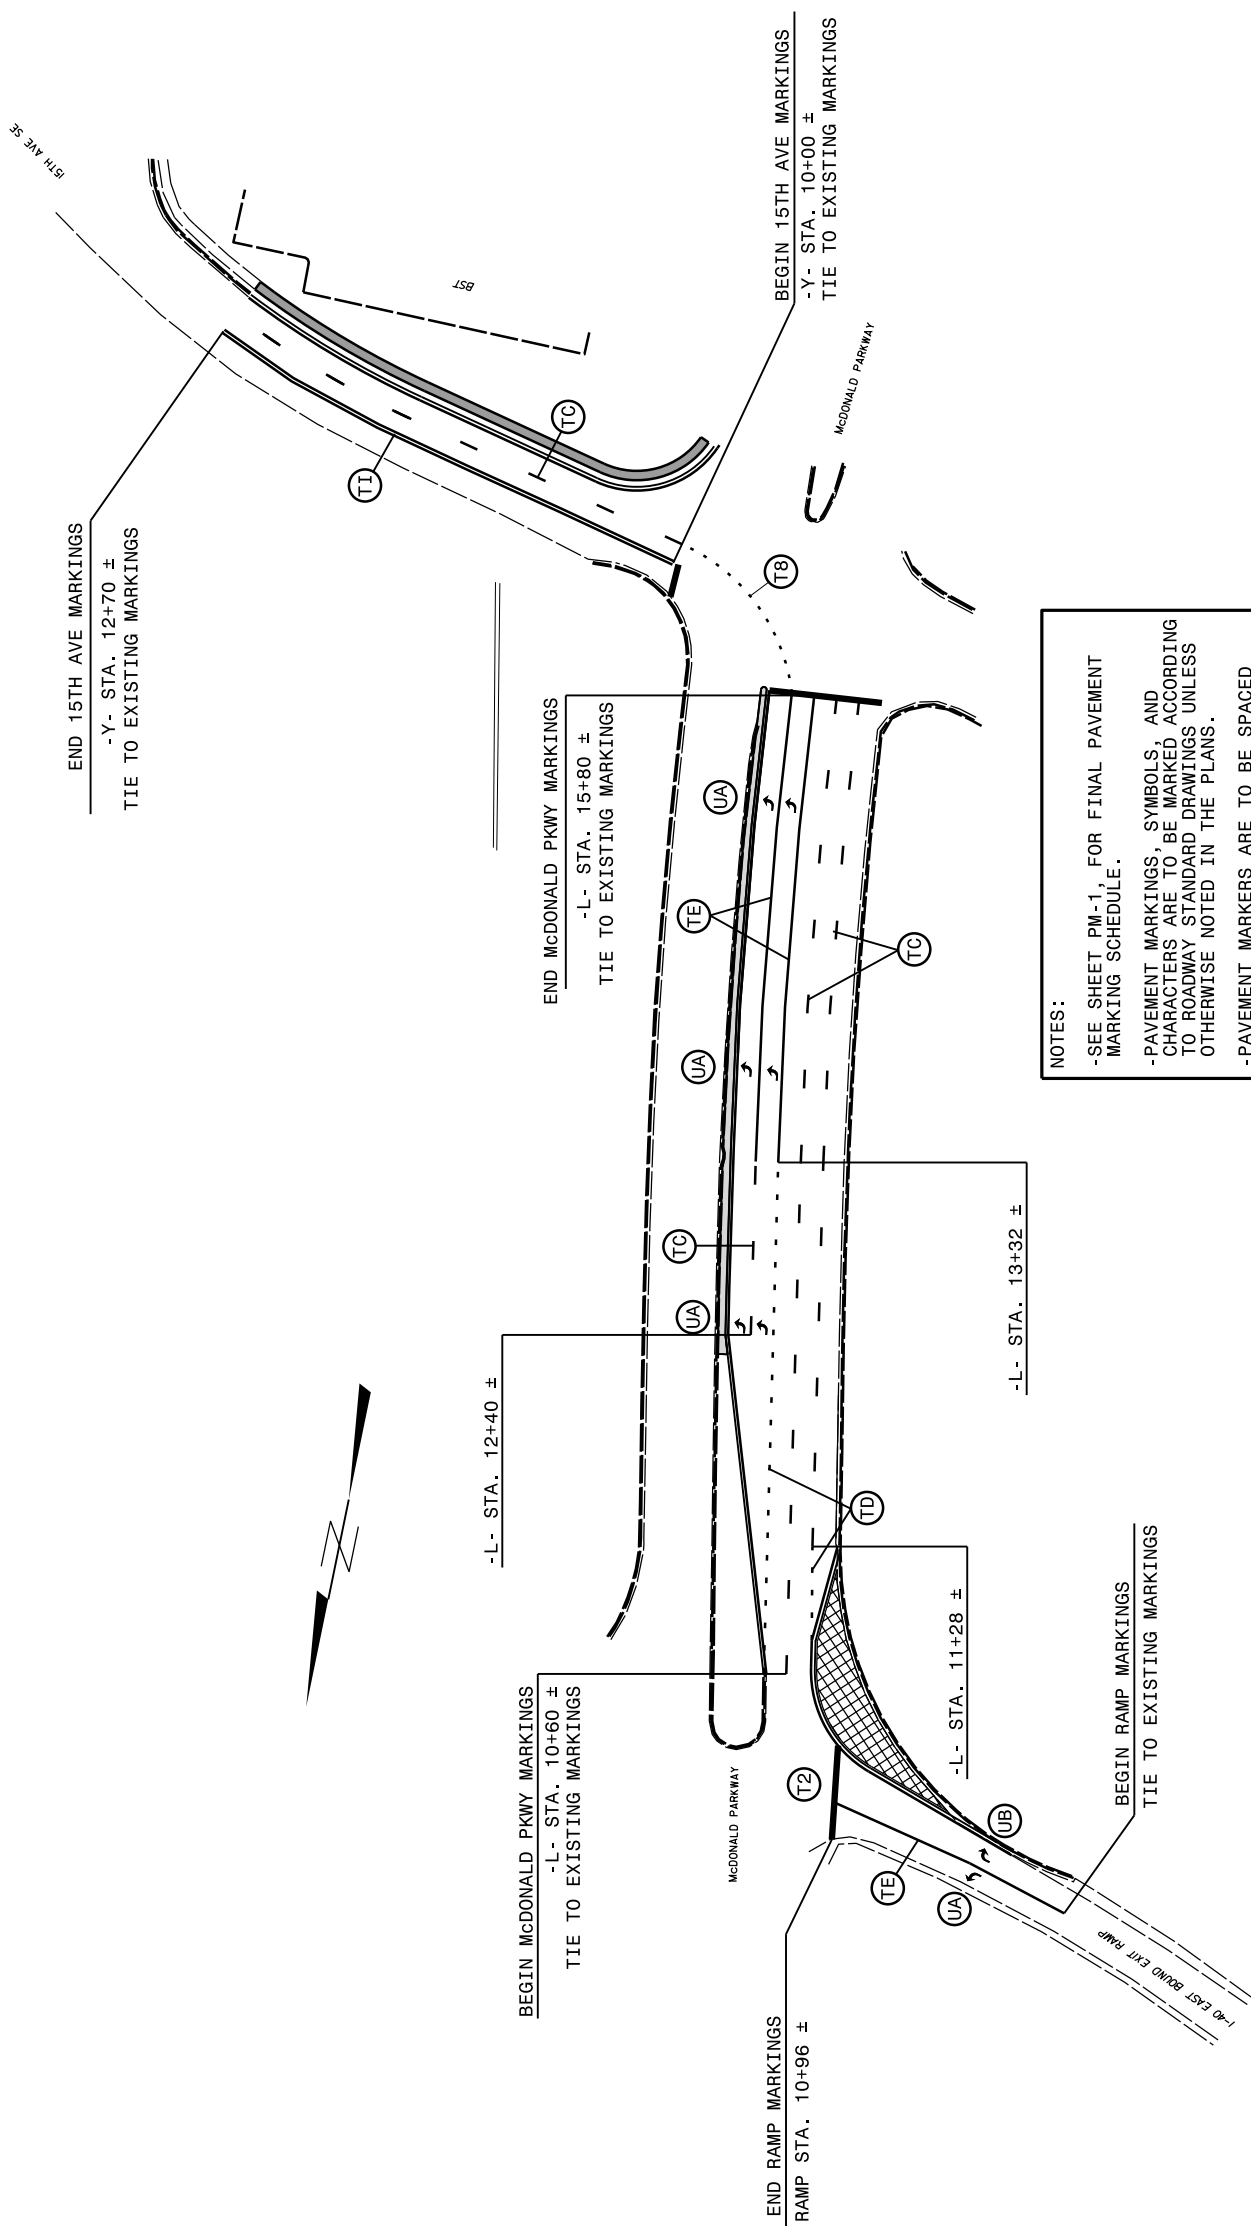 15TH AVE SE
END 15TH AVE MARKINGS
-Y- STA. 12+70 ±
TIE TO EXISTING MARKINGS
BST
TI
TC
BEGIN 15TH AVE MARKINGS
-Y- STA. 10+00 ±
TIE TO EXISTING MARKINGS
McDONALD PARKWAY
T8
END McDONALD PKWY MARKINGS
-L- STA. 15+80 ±
TIE TO EXISTING MARKINGS
UA
TE
TC
UA
TC
UA
-L- STA. 12+40 ±
-L- STA. 13+32 ±
TD
-L- STA. 11+28 ±
BEGIN McDONALD PKWY MARKINGS
-L- STA. 10+60 ±
TIE TO EXISTING MARKINGS
McDONALD PARKWAY
T2
TE
UA
UB
BEGIN RAMP MARKINGS
TIE TO EXISTING MARKINGS
I-40 EAST BOUND EXIT RAMP
END RAMP MARKINGS
RAMP STA. 10+96 ±
NOTES:
-SEE SHEET PM-1, FOR FINAL PAVEMENT
MARKING SCHEDULE.
-PAVEMENT MARKINGS, SYMBOLS, AND
CHARACTERS ARE TO BE MARKED ACCORDING
TO ROADWAY STANDARD DRAWINGS UNLESS
OTHERWISE NOTED IN THE PLANS.
-PAVEMENT MARKERS ARE TO BE SPACED